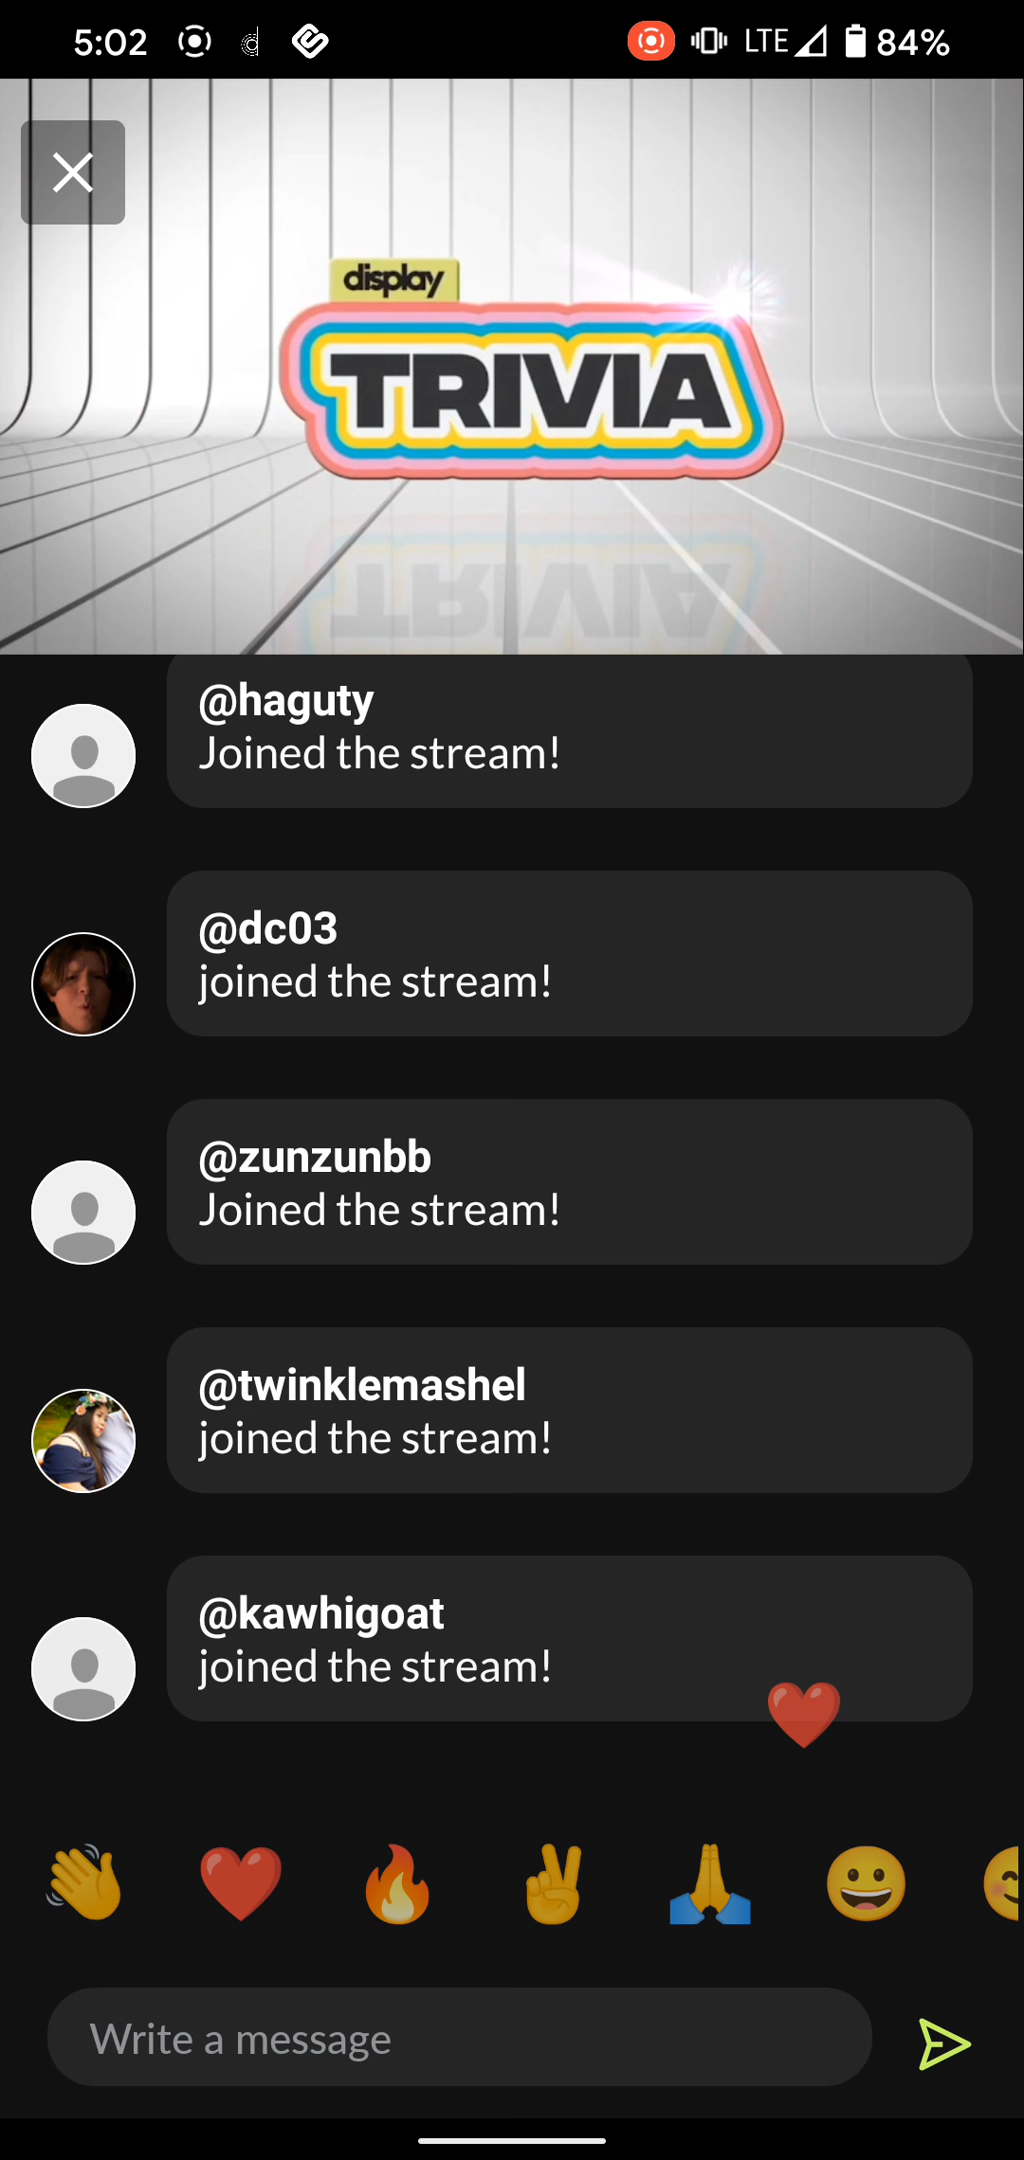 5:02
LTE 84%
display
TRIVIA
@haguty
Joined the stream!
@dc03
joined the stream!
@zunzunbb
Joined the stream!
@twinklemashel
joined the stream!
@kawhigoat
joined the stream!
Write a message